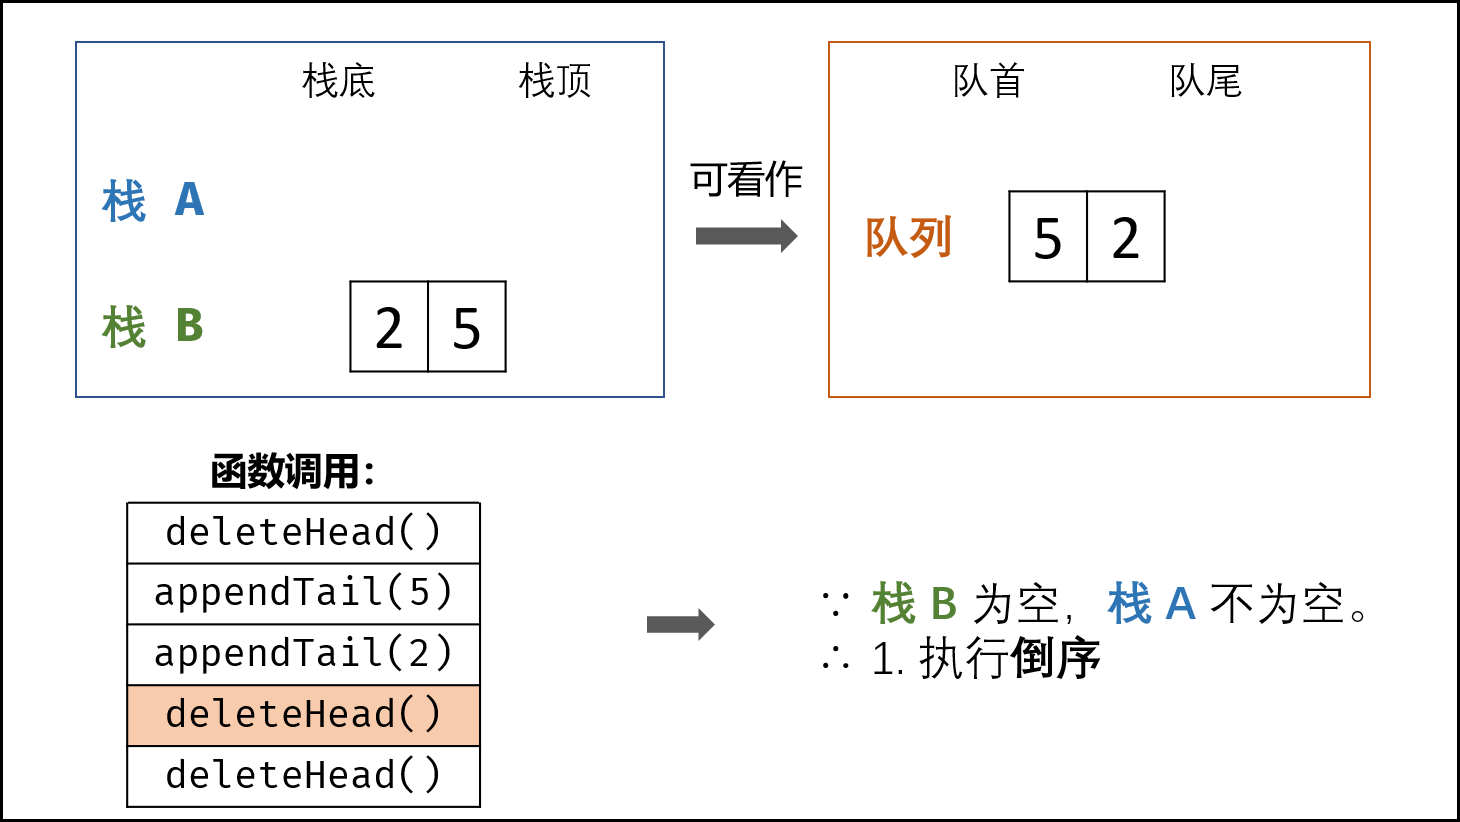 栈底 栈顶
队首 队尾
可看作
栈 A
栈 B
2 5
队列
5 2
函数调用：
deleteHead()
appendTail(5)
appendTail(2)
deleteHead()
deleteHead()
∵ 栈 B 为空，栈 A 不为空。
∴ 1. 执行倒序